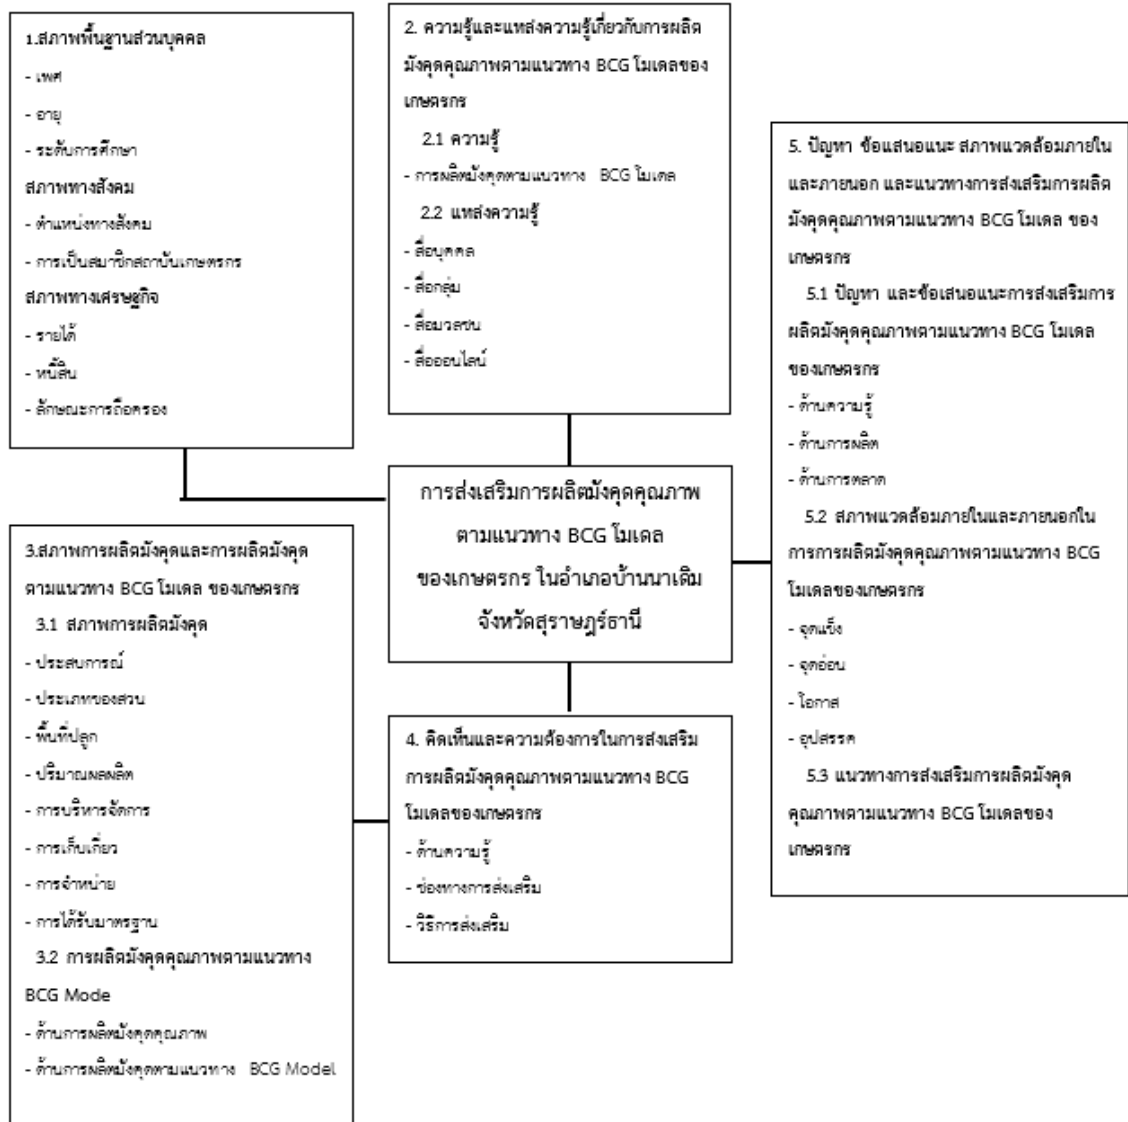 1.สภาพพื้นฐานส่วนบุคคล
- เพศ
- อายุ
- ระดับการศึกษา
สภาพทางสังคม
- ตำแหน่งทางสังคม
- การเป็นสมาชิกสถาบันเกษตรกร
สภาพทางเศรษฐกิจ
- รายได้
- หนี้สิน
- ลักษณะการถือครอง
2. ความรู้และแหล่งความรู้เกี่ยวกับการผลิต
มังคุดคุณภาพตามแนวทาง BCG โมเดลของ
เกษตรกร
2.1 ความรู้
- การผลิตมังคุดตามแนวทาง BCG โมเดล
2.2 แหล่งความรู้
- สื่อบุคคล
- สื่อกลุ่ม
- สื่อมวลชน
- สื่อออนไลน์
การส่งเสริมการผลิตมังคุดคุณภาพ
ตามแนวทาง BCG โมเดล
ของเกษตรกร ในอำเภอบ้านนาเดิม
จังหวัดสุราษฎร์ธานี
3.สภาพการผลิตมังคุดและการผลิตมังคุด
ตามแนวทาง BCG โมเดล ของเกษตรกร
3.1 สภาพการผลิตมังคุด
- ประสบการณ์
- ประเภทของสวน
- พื้นที่ปลูก
- ปริมาณผลผลิต
- การบริหารจัดการ
- การเก็บเกี่ยว
- การจำหน่าย
- การได้รับมาตรฐาน
3.2 การผลิตมังคุดคุณภาพตามแนวทาง
BCG Mode
- ด้านการผลิตมังคุดคุณภาพ
- ด้านการผลิตมังคุดตามแนวทาง BCG Model
4. คิดเห็นและความต้องการในการส่งเสริม
การผลิตมังคุดคุณภาพตามแนวทาง BCG
โมเดลของเกษตรกร
- ด้านความรู้
- ช่องทางการส่งเสริม
- วิธีการส่งเสริม
5. ปัญหา ข้อแสนอแนะ สภาพแวดล้อมภายใน
และภายนอก และแนวทางการส่งเสริมการผลิต
มังคุดคุณภาพตามแนวทาง BCG โมเดล ของ
เกษตรกร
5.1 ปัญหา และข้อเสนอแนะการส่งเสริมการ
ผลิตมังคุดคุณภาพตามแนวทาง BCG โมเดล
ของเกษตรกร
- ด้านความรู้
- ด้านการผลิต
- ด้านการตลาด
5.2 สภาพแวดล้อมภายในและภายนอกใน
การการผลิตมังคุดคุณภาพตามแนวทาง BCG
โมเดลของเกษตรกร
- จุดแข็ง
- จุดอ่อน
- โอกาส
- อุปสรรค
5.3 แนวทางการส่งเสริมการผลิตมังคุด
คุณภาพตามแนวทาง BCG โมเดลของ
เกษตรกร